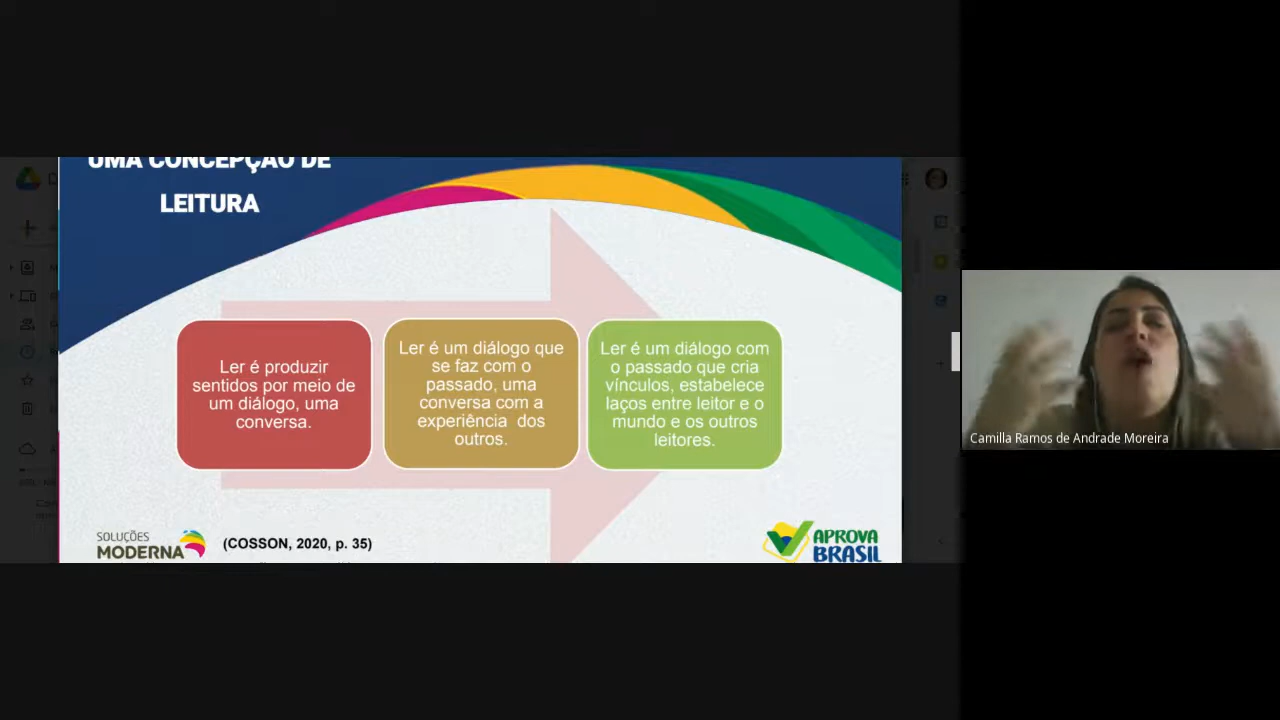 UMA CONCEPÇÃO DE
LEITURA
Ler é produzir
sentidos por meio de
um diálogo, uma
conversa.
Ler é um diálogo que
se faz com o
passado, uma
conversa com a
experiência dos
outros.
Ler é um diálogo com
o passado que cria
vínculos, estabelece
laços entre leitor e o
mundo e os outros
leitores.
SOLUÇÕES
MODERNA
(COSSON, 2020, p. 35)
APROVA
BRASIL
Camilla Ramos de Andrade Moreira